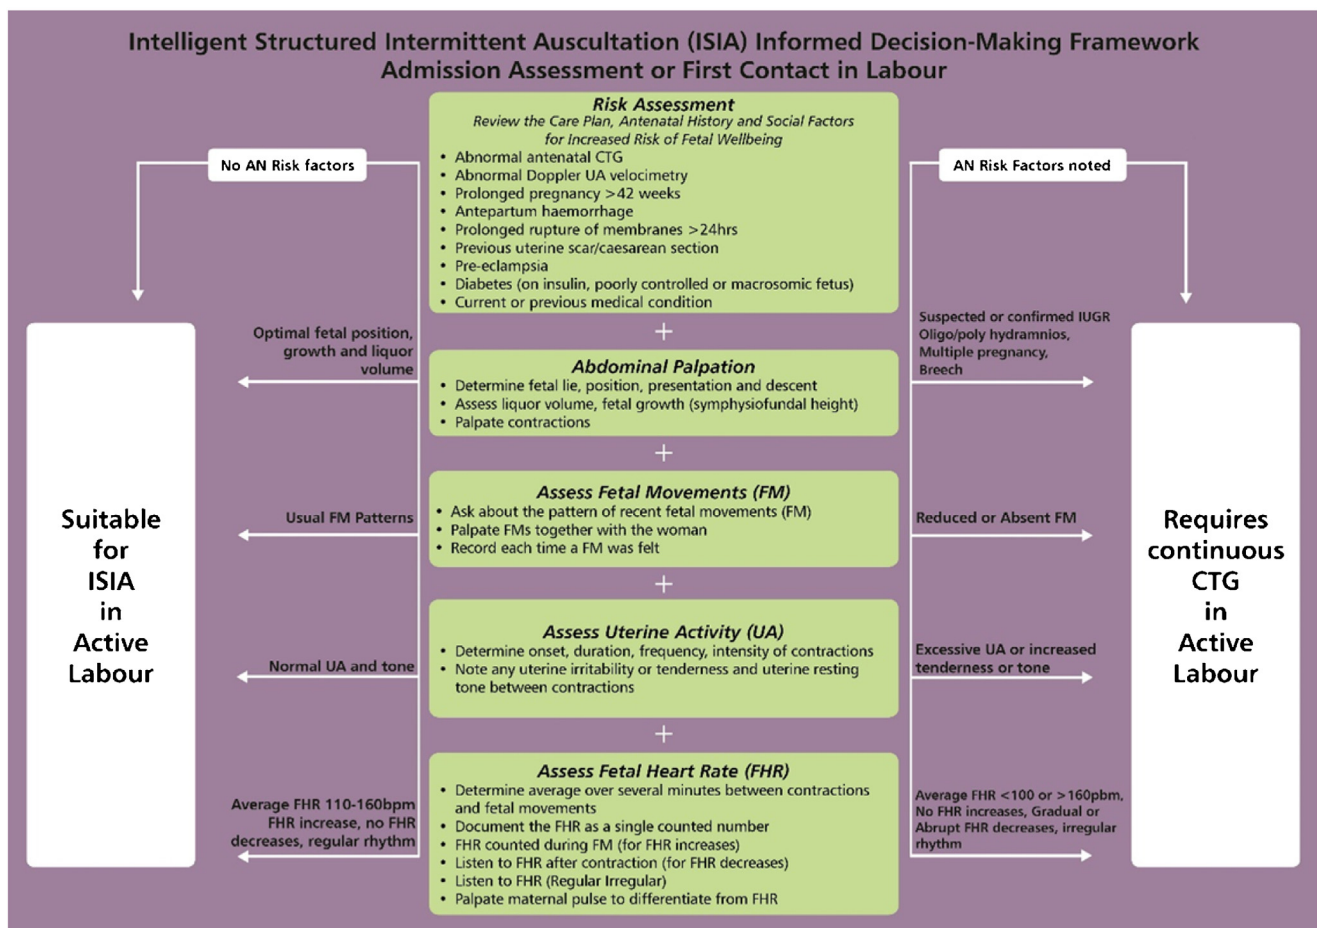 Intelligent Structured Intermittent Auscultation (ISIA) Informed Decision-Making Framework
Admission Assessment or First Contact in Labour
Risk Assessment
Review the Care Plan, Antenatal History and Social Factors
for Increased Risk of Fetal Wellbeing
• Abnormal antenatal CTG
• Abnormal Doppler UA velocimetry
• Prolonged pregnancy >42 weeks
• Antepartum haemorrhage
• Prolonged rupture of membranes >24hrs
• Previous uterine scar/caesarean section
• Pre-eclampsia
• Diabetes (on insulin, poorly controlled or macrosomic fetus)
• Current or previous medical condition
No AN Risk factors
AN Risk Factors noted
+
Optimal fetal position,
growth and liquor
volume
Abdominal Palpation
• Determine fetal lie, position, presentation and descent
• Assess liquor volume, fetal growth (symphysiofundal height)
• Palpate contractions
Suspected or confirmed IUGR
Oligo/poly hydramnios,
Multiple pregnancy,
Breech
+
Usual FM Patterns
Assess Fetal Movements (FM)
• Ask about the pattern of recent fetal movements (FM)
• Palpate FMs together with the woman
• Record each time a FM was felt
Reduced or Absent FM
+
Normal UA and tone
Assess Uterine Activity (UA)
• Determine onset, duration, frequency, intensity of contractions
• Note any uterine irritability or tenderness and uterine resting
tone between contractions
Excessive UA or increased
tenderness or tone
+
Average FHR 110-160bpm
FHR increase, no FHR
decreases, regular rhythm
Assess Fetal Heart Rate (FHR)
• Determine average over several minutes between contractions
and fetal movements
• Document the FHR as a single counted number
• FHR counted during FM (for FHR increases)
• Listen to FHR after contraction (for FHR decreases)
• Listen to FHR (Regular Irregular)
• Palpate maternal pulse to differentiate from FHR
Average FHR <100 or >160pbm,
No FHR increases, Gradual or
Abrupt FHR decreases, irregular
rhythm
Suitable
for
ISIA
in
Active
Labour
Requires
continuous
CTG
in
Active
Labour